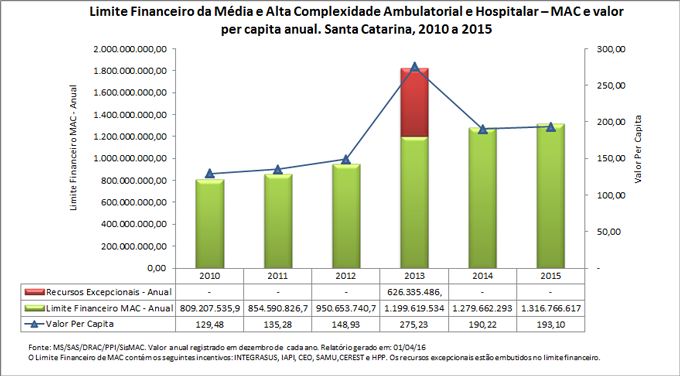 Limite Financeiro da Média e Alta Complexidade Ambulatorial e Hospitalar – MAC e valor
per capita anual. Santa Catarina, 2010 a 2015
Limite Financeiro MAC - Anual
2.000.000.000,00
1.800.000.000,00
1.600.000.000,00
1.400.000.000,00
1.200.000.000,00
1.000.000.000,00
800.000.000,00
600.000.000,00
400.000.000,00
200.000.000,00
0,00
300,00
250,00
200,00
150,00
100,00
50,00
-
Valor Per Capita
2010 2011 2012 2013 2014 2015
Recursos Excepcionais - Anual - - - 626.335.486, - -
Limite Financeiro MAC - Anual 809.207.535,9 854.590.826,7 950.653.740,7 1.199.619.534 1.279.662.293 1.316.766.617
Valor Per Capita 129,48 135,28 148,93 275,23 190,22 193,10
Fonte: MS/SAS/DRAC/PPI/SisMAC. Valor anual registrado em dezembro de cada ano. Relatório gerado em: 01/04/16
O Limite Financeiro de MAC contém os seguintes incentivos: INTEGRASUS, IAPI, CEO, SAMU,CEREST e HPP. Os recursos excepcionais estão embutidos no limite financeiro.